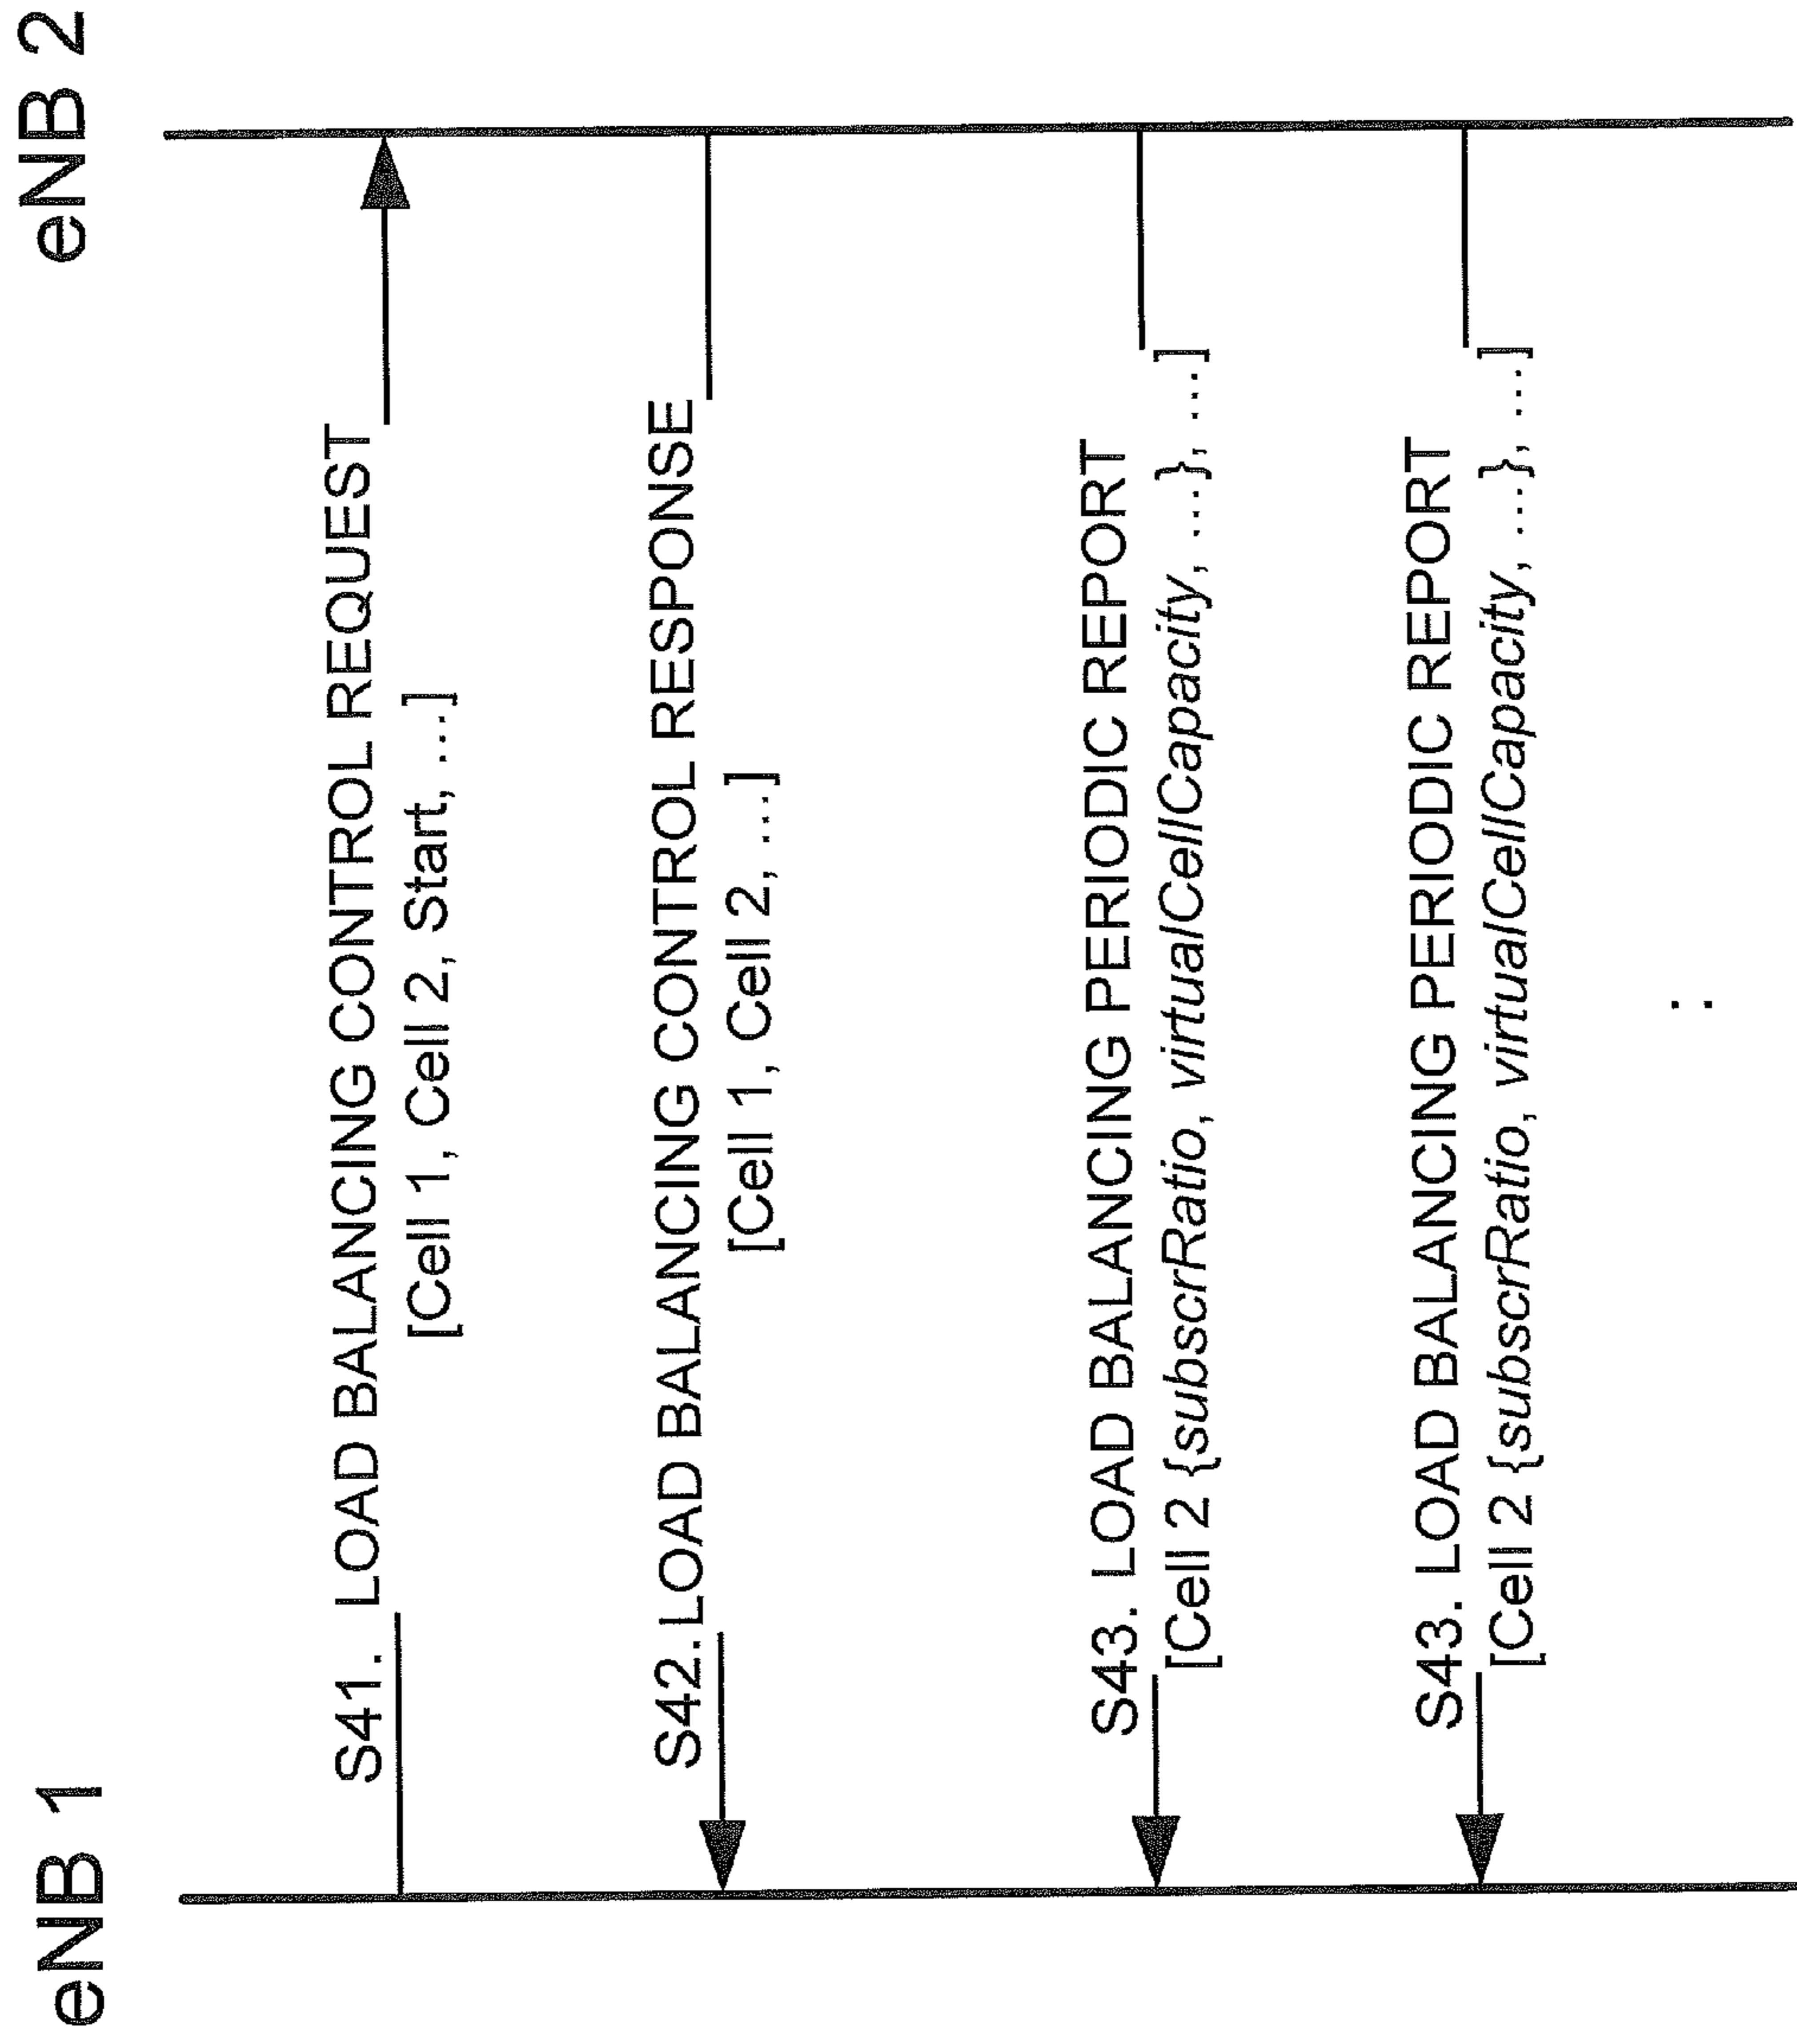 eNB 1
eNB 2
S41. LOAD BALANCING CONTROL REQUEST
[Cell 1, Cell 2, Start, ...]
S42. LOAD BALANCING CONTROL RESPONSE
[Cell 1, Cell 2, ...]
S43. LOAD BALANCING PERIODIC REPORT
[Cell 2 {subscrRatio, virtualCellCapacity, ...}, ...]
S43. LOAD BALANCING PERIODIC REPORT
[Cell 2 {subscrRatio, virtualCellCapacity, ...}, ...]
: